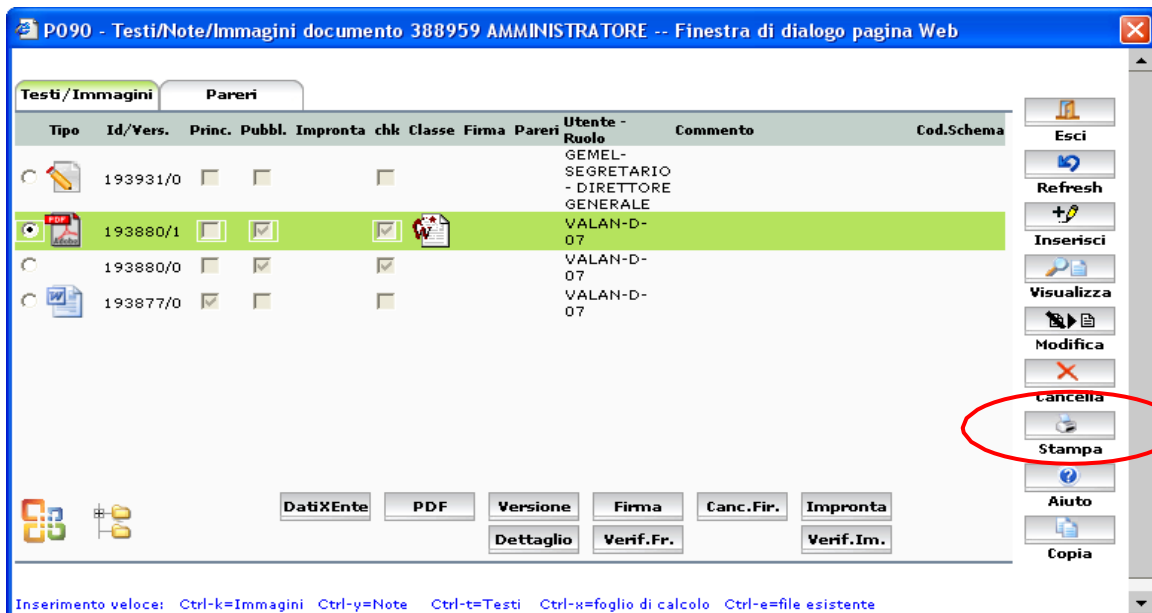 P090 - Testi/Note/Immagini documento 388959 AMMINISTRATORE -- Finestra di dialogo pagina Web
Testi/Immagini Pareri
Tipo Id/Vers. Princ. Pubbl. Impronta chk Classe Firma Pareri Utente - Ruolo Commento Cod.Schema
193931/0 GEMEL-
SEGRETARIO
- DIRETTORE
GENERALE
PDF Adobe 193880/1 VALAN-D-
07
193880/0 VALAN-D-
07
W 193877/0 VALAN-D-
07
Esci
Refresh
Inserisci
Visualizza
Modifica
Cancella
Stampa
Aiuto
Copia
DatiXEnte PDF Versione Firma Canc.Fir. Impronta
Dettaglio Verif.Fr. Verif.Im.
Inserimento veloce: Ctrl-k=Immagini Ctrl-y=Note Ctrl-t=Testi Ctrl-x=foglio di calcolo Ctrl-e=file esistente